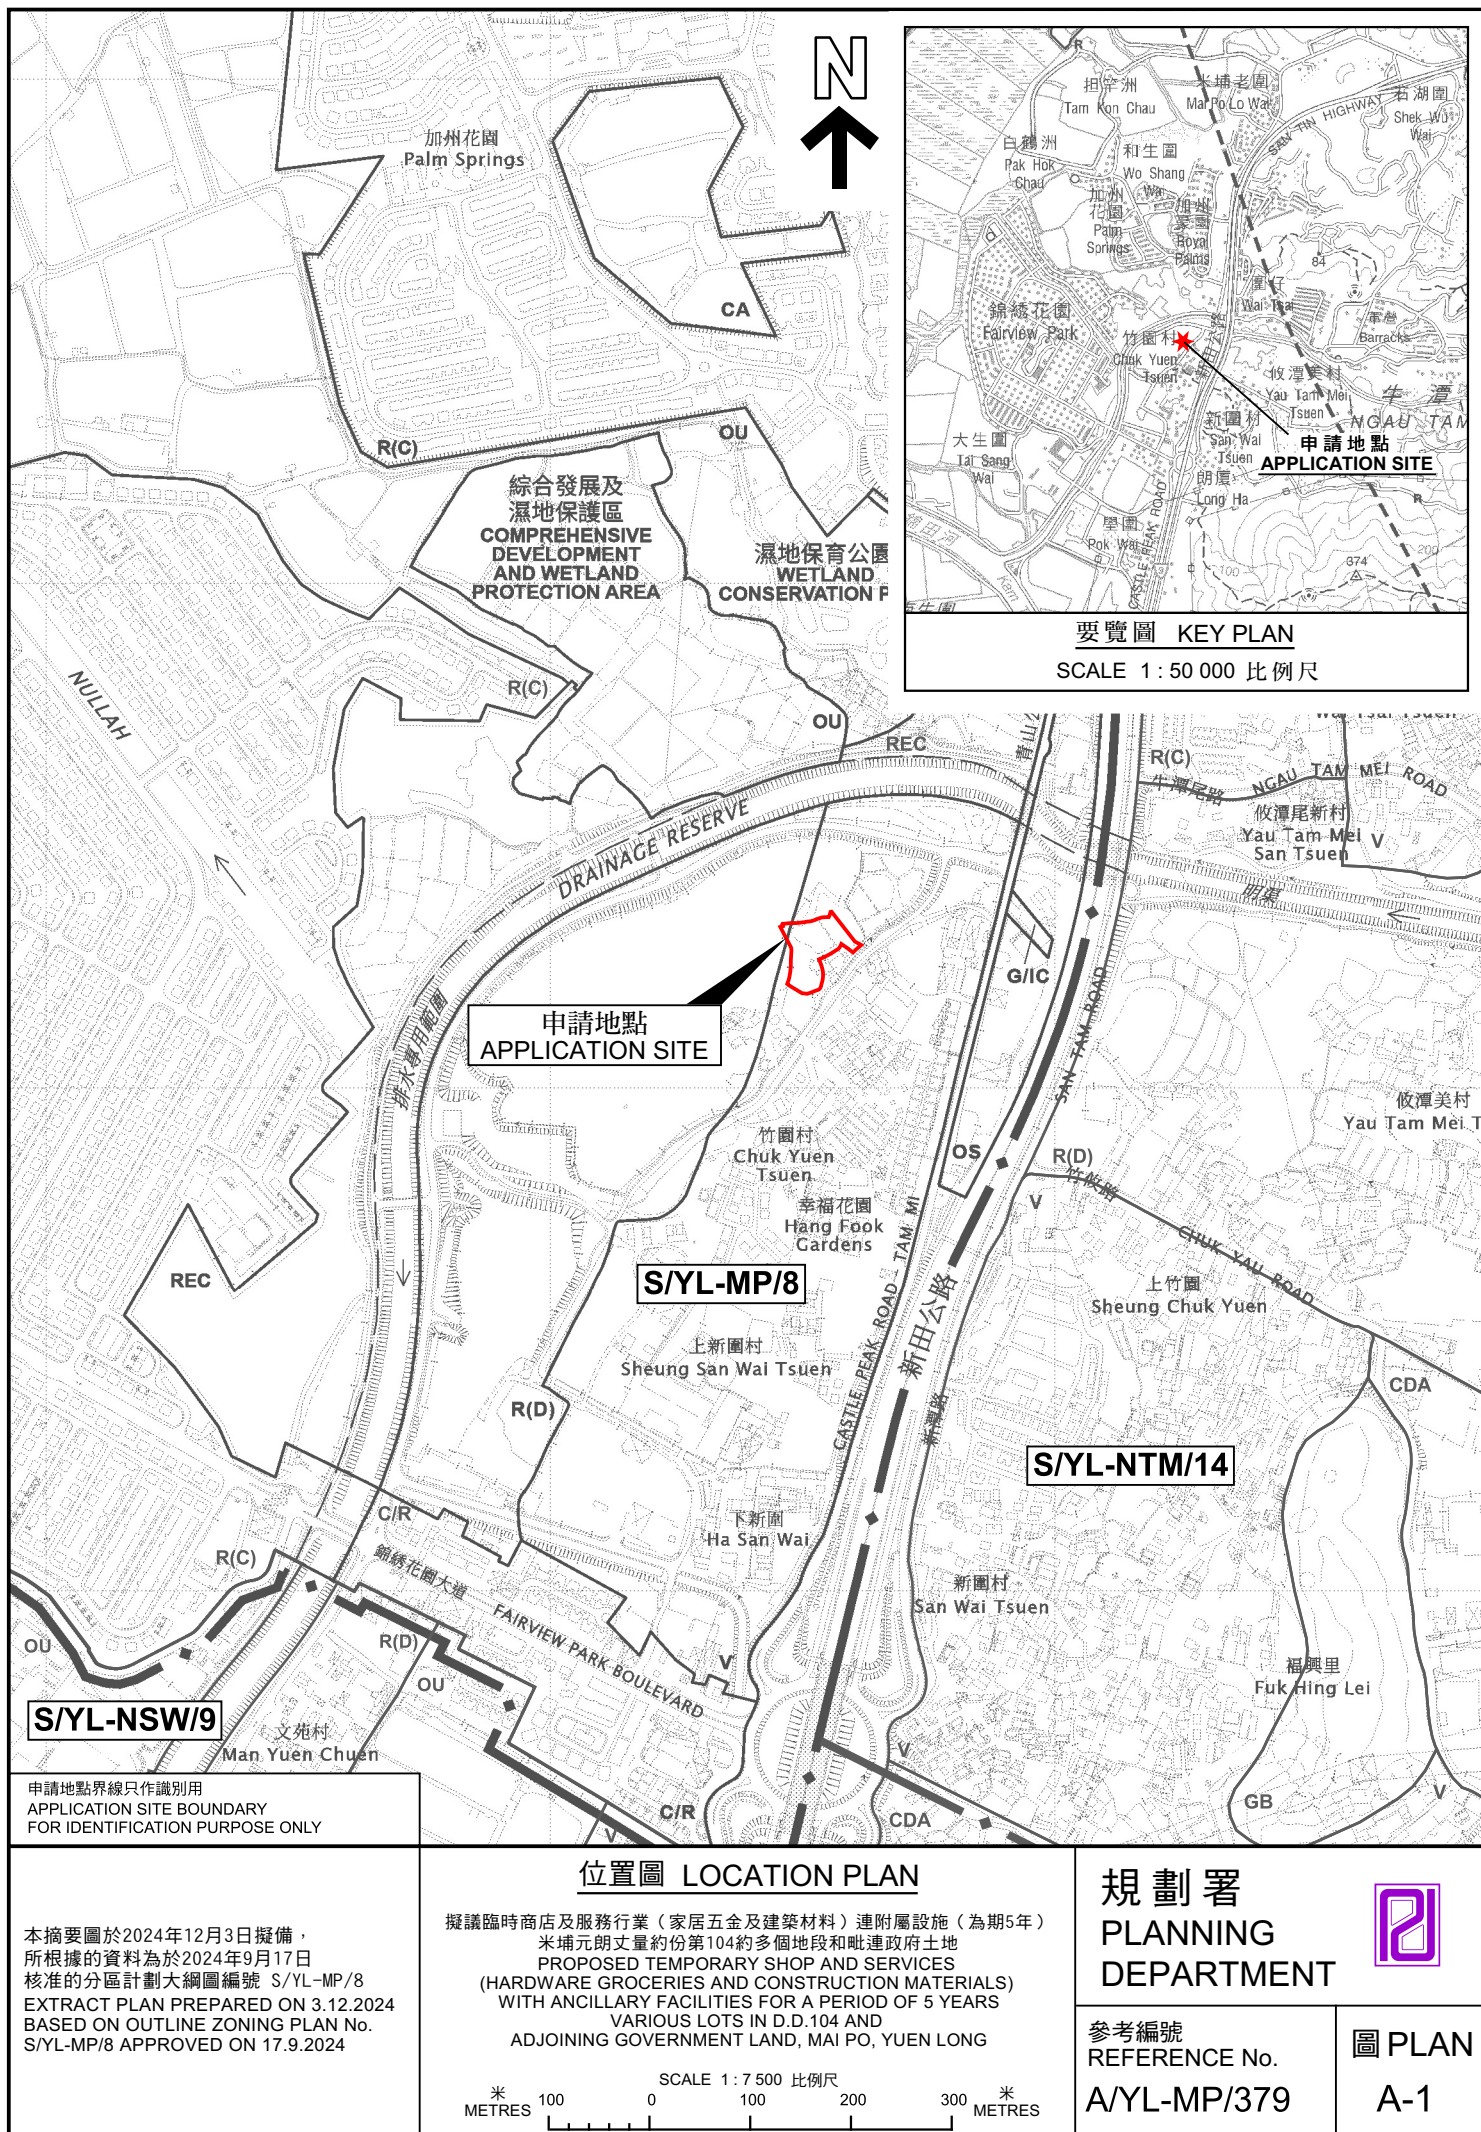 N
加州花園
Palm Springs
CA
R(C)
OU
綜合發展及
濕地保護區
COMPREHENSIVE
DEVELOPMENT
AND WETLAND
PROTECTION AREA
濕地保育公園
WETLAND
CONSERVATION P
R(C)
NULLAH
OU
REC
DRAINAGE RESERVE
排水專用範圍
青山公
R(C)
牛潭尾路
NGAU TAM MEI ROAD
攸潭尾新村
Yau Tam Mei
San Tsuen
V
明渠
G/IC
SAN TAM ROAD
申請地點
APPLICATION SITE
竹園村
Chuk Yuen
Tsuen
幸福花園
Hang Fook
Gardens
OS
R(D)
竹攸路
CHUK YAU ROAD
V
攸潭美村
Yau Tam Mei T
REC
S/YL-MP/8
上竹園
Sheung Chuk Yuen
上新圍村
Sheung San Wai Tsuen
CASTLE PEAK ROAD - TAM MI
新田公路
新潭路
R(D)
CDA
S/YL-NTM/14
C/R
下新圍
Ha San Wai
R(C)
錦綉花園大道
FAIRVIEW PARK BOULEVARD
新圍村
San Wai Tsuen
OU
R(D)
OU
V
福興里
Fuk Hing Lei
S/YL-NSW/9
文苑村
Man Yuen Chuen
V
V
GB
C/R
CDA
V
申請地點界線只作識別用
APPLICATION SITE BOUNDARY
FOR IDENTIFICATION PURPOSE ONLY
R
担竿洲
Tam Kon Chau
米埔老圍
Mai Po Lo Wai
石湖圍
Shek Wu
Wai
SAN TIN HIGHWAY
白鶴洲
Pak Hok
Chau
和生圍
Wo Shang
Wai
加州
花園
Palm
Springs
加州
豪園
Royal
Palms
84
圍仔
Wai Tsai
軍營
Barracks
錦綉花園
Fairview Park
竹園村
Chuk Yuen
Tsuen
攸潭美村
Yau Tam Mei
Tsuen
牛潭
NGAU TAM
新圍村
San Wai
Tsuen
大生圍
Tai Sang
Wai
申請地點
APPLICATION SITE
朗廈
Long Ha
R
壆圍
Pok Wai
CASTLE PEAK ROAD
100
200
374
要覽圖 KEY PLAN
SCALE 1 : 50 000 比例尺
本摘要圖於2024年12月3日擬備，
所根據的資料為於2024年9月17日
核准的分區計劃大綱圖編號 S/YL-MP/8
EXTRACT PLAN PREPARED ON 3.12.2024
BASED ON OUTLINE ZONING PLAN No.
S/YL-MP/8 APPROVED ON 17.9.2024
位置圖 LOCATION PLAN
擬議臨時商店及服務行業（家居五金及建築材料）連附屬設施（為期5年）
米埔元朗丈量約份第104約多個地段和毗連政府土地
PROPOSED TEMPORARY SHOP AND SERVICES
(HARDWARE GROCERIES AND CONSTRUCTION MATERIALS)
WITH ANCILLARY FACILITIES FOR A PERIOD OF 5 YEARS
VARIOUS LOTS IN D.D.104 AND
ADJOINING GOVERNMENT LAND, MAI PO, YUEN LONG
SCALE 1 : 7 500 比例尺
米
METRES 100 0 100 200 300 米
METRES
規劃署
PLANNING
DEPARTMENT
參考編號
REFERENCE No.
A/YL-MP/379
圖 PLAN
A-1